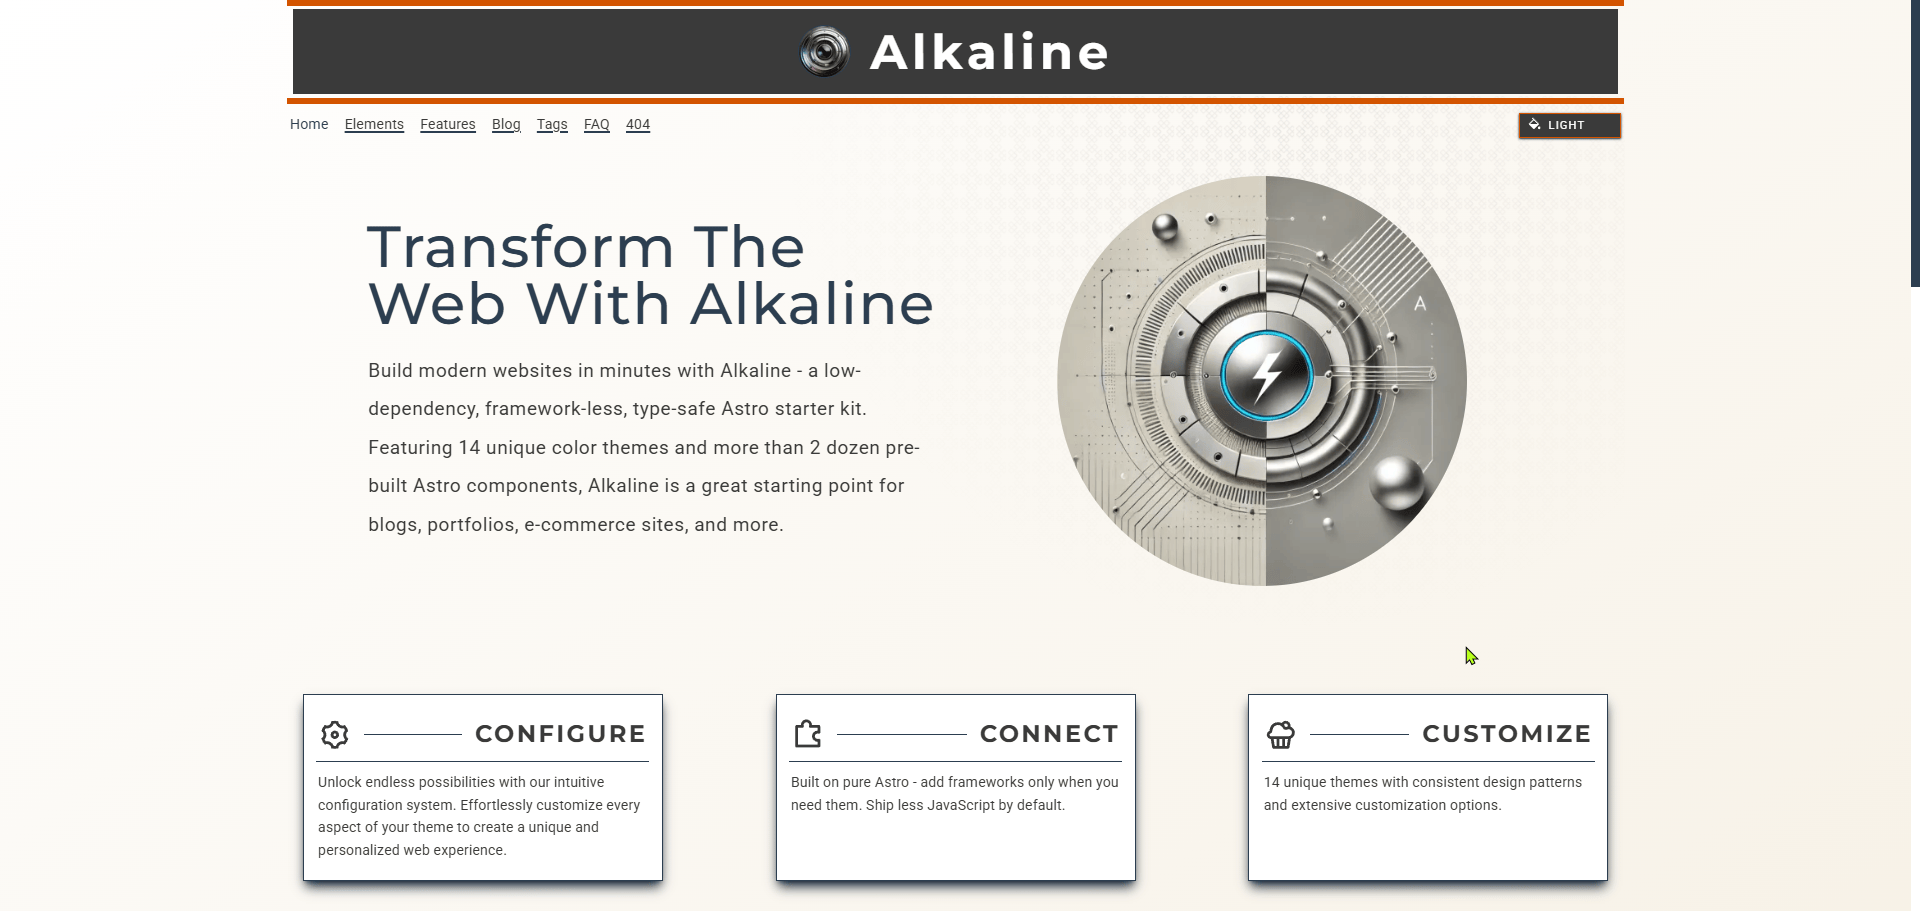 Alkaline
Home Elements Features Blog Tags FAQ 404
LIGHT
Transform The
Web With Alkaline
Build modern websites in minutes with Alkaline - a low-
dependency, framework-less, type-safe Astro starter kit.
Featuring 14 unique color themes and more than 2 dozen pre-
built Astro components, Alkaline is a great starting point for
blogs, portfolios, e-commerce sites, and more.
A
CONFIGURE
Unlock endless possibilities with our intuitive
configuration system. Effortlessly customize every
aspect of your theme to create a unique and
personalized web experience.
CONNECT
Built on pure Astro - add frameworks only when you
need them. Ship less JavaScript by default.
CUSTOMIZE
14 unique themes with consistent design patterns
and extensive customization options.